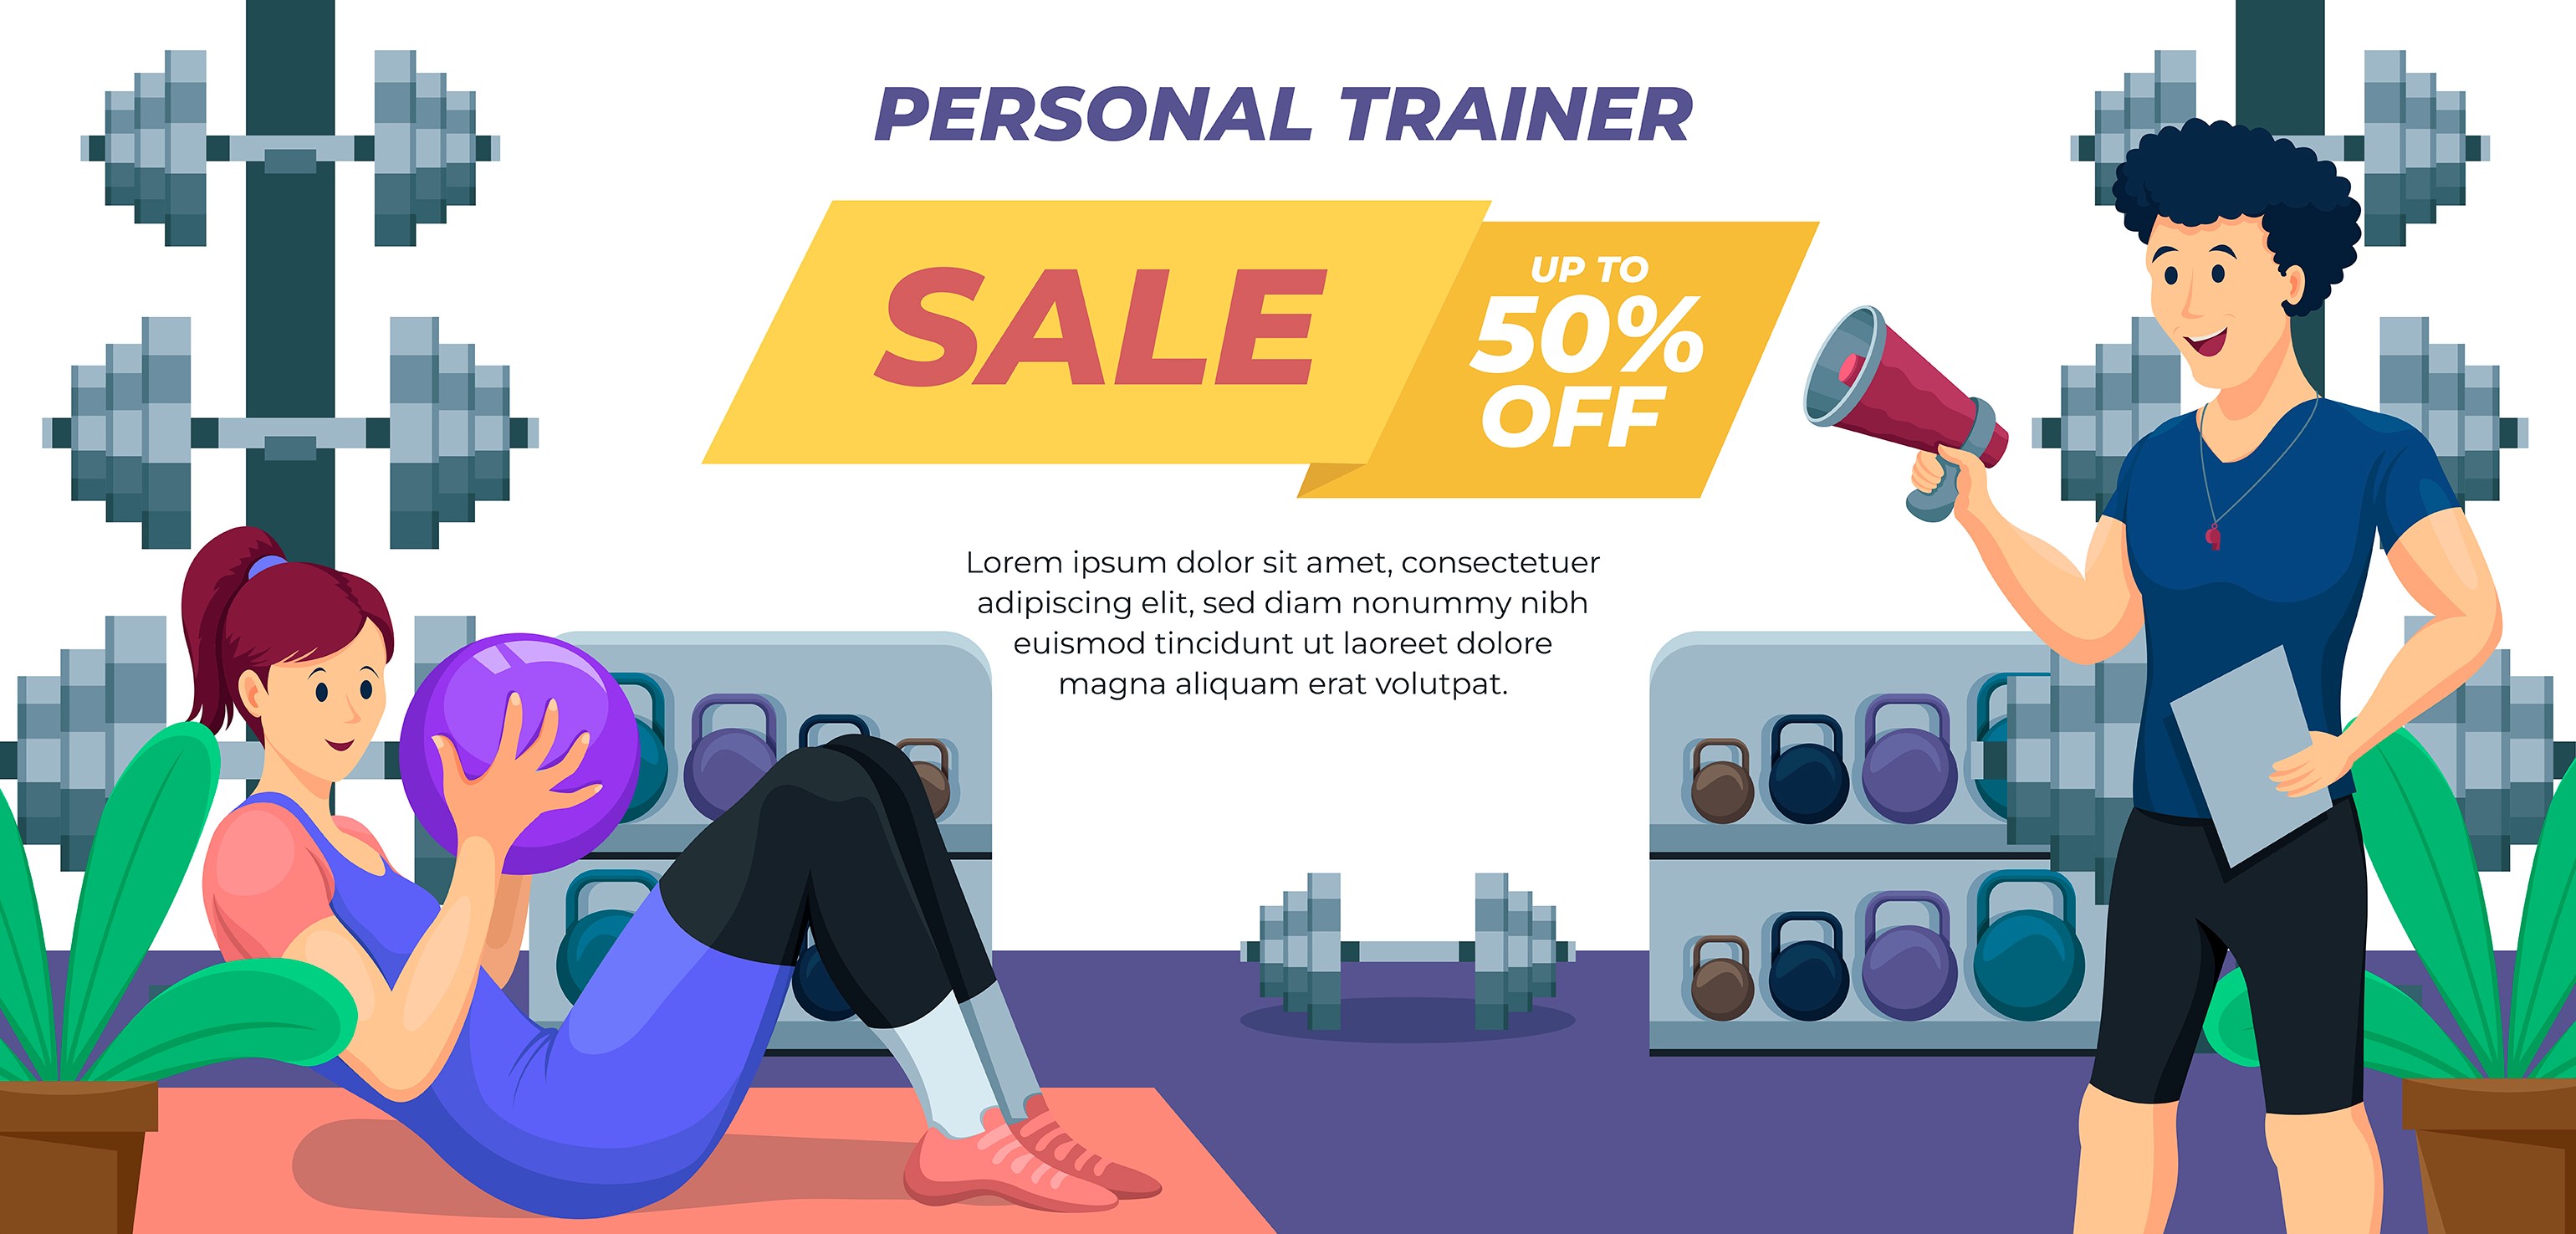 PERSONAL TRAINER
SALE
UP TO
50%
OFF
Lorem ipsum dolor sit amet, consectetuer
adipiscing elit, sed diam nonummy nibh
euismod tincidunt ut laoreet dolore
magna aliquam erat volutpat.